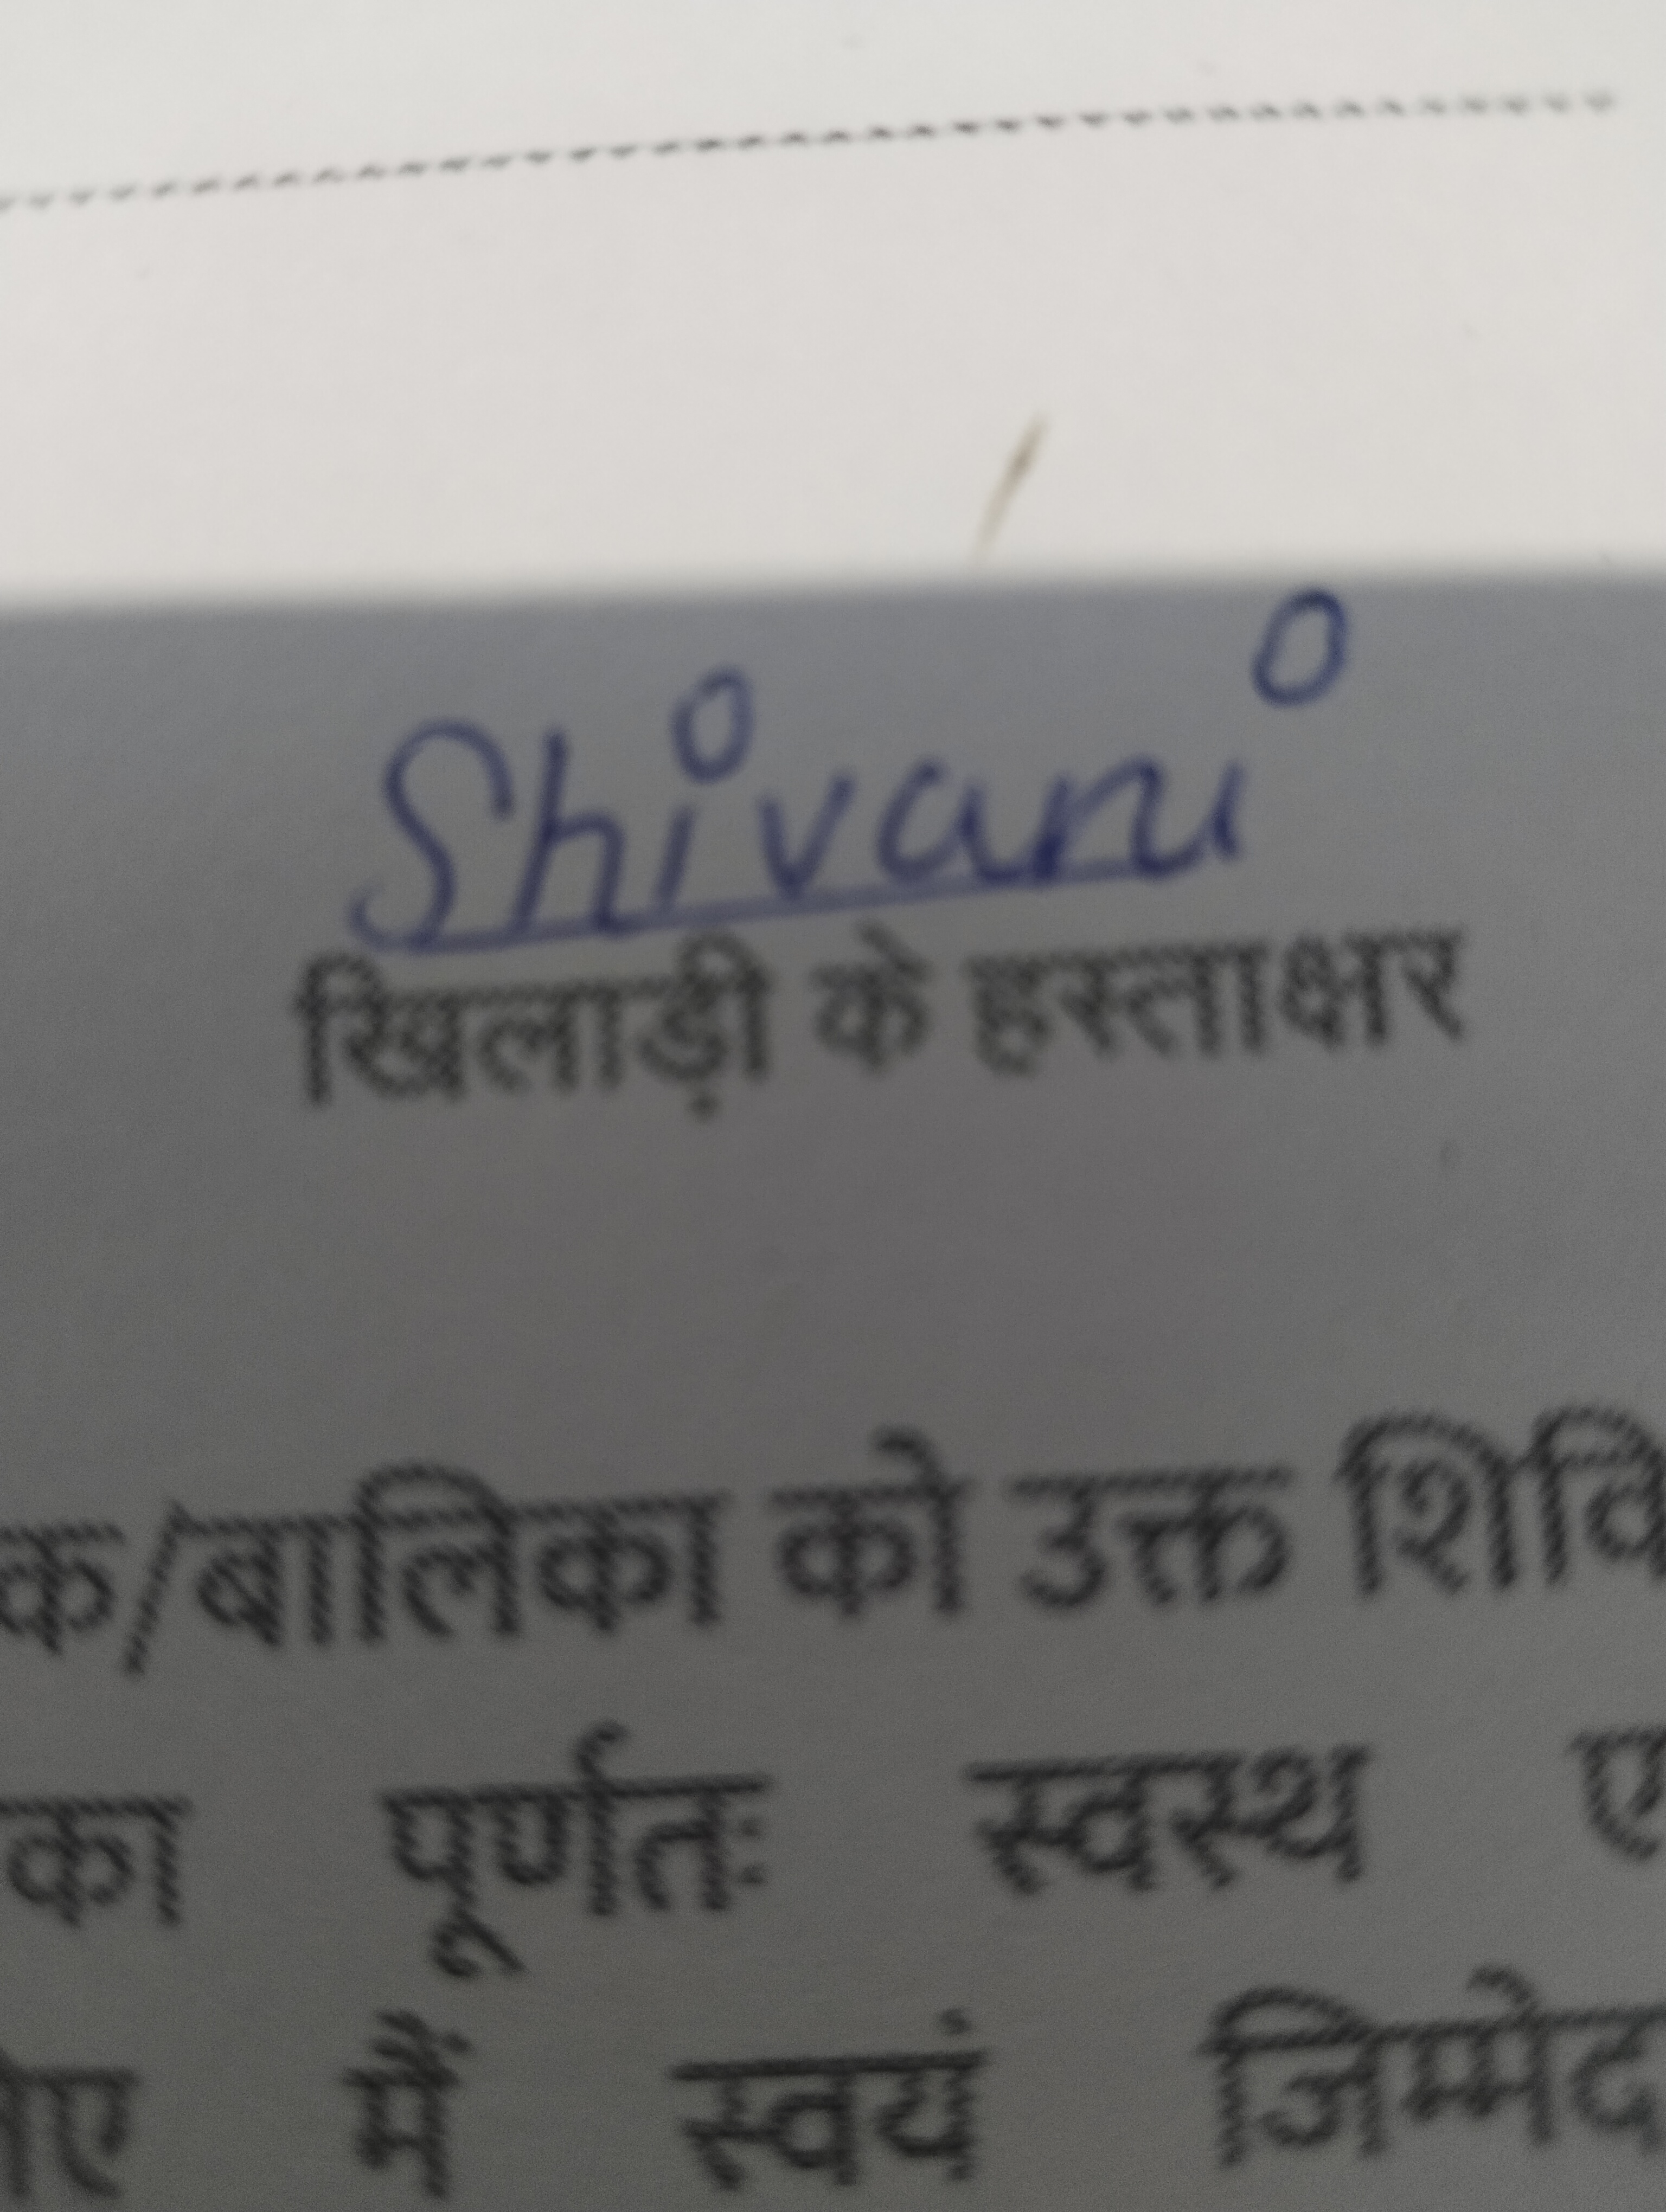 Shivani
खिलाड़ी के हस्ताक्षर
क/बालिका को उक्त शिवि
का पूर्णतः स्वस्थ ए
ीए में स्वयं जिम्मेद